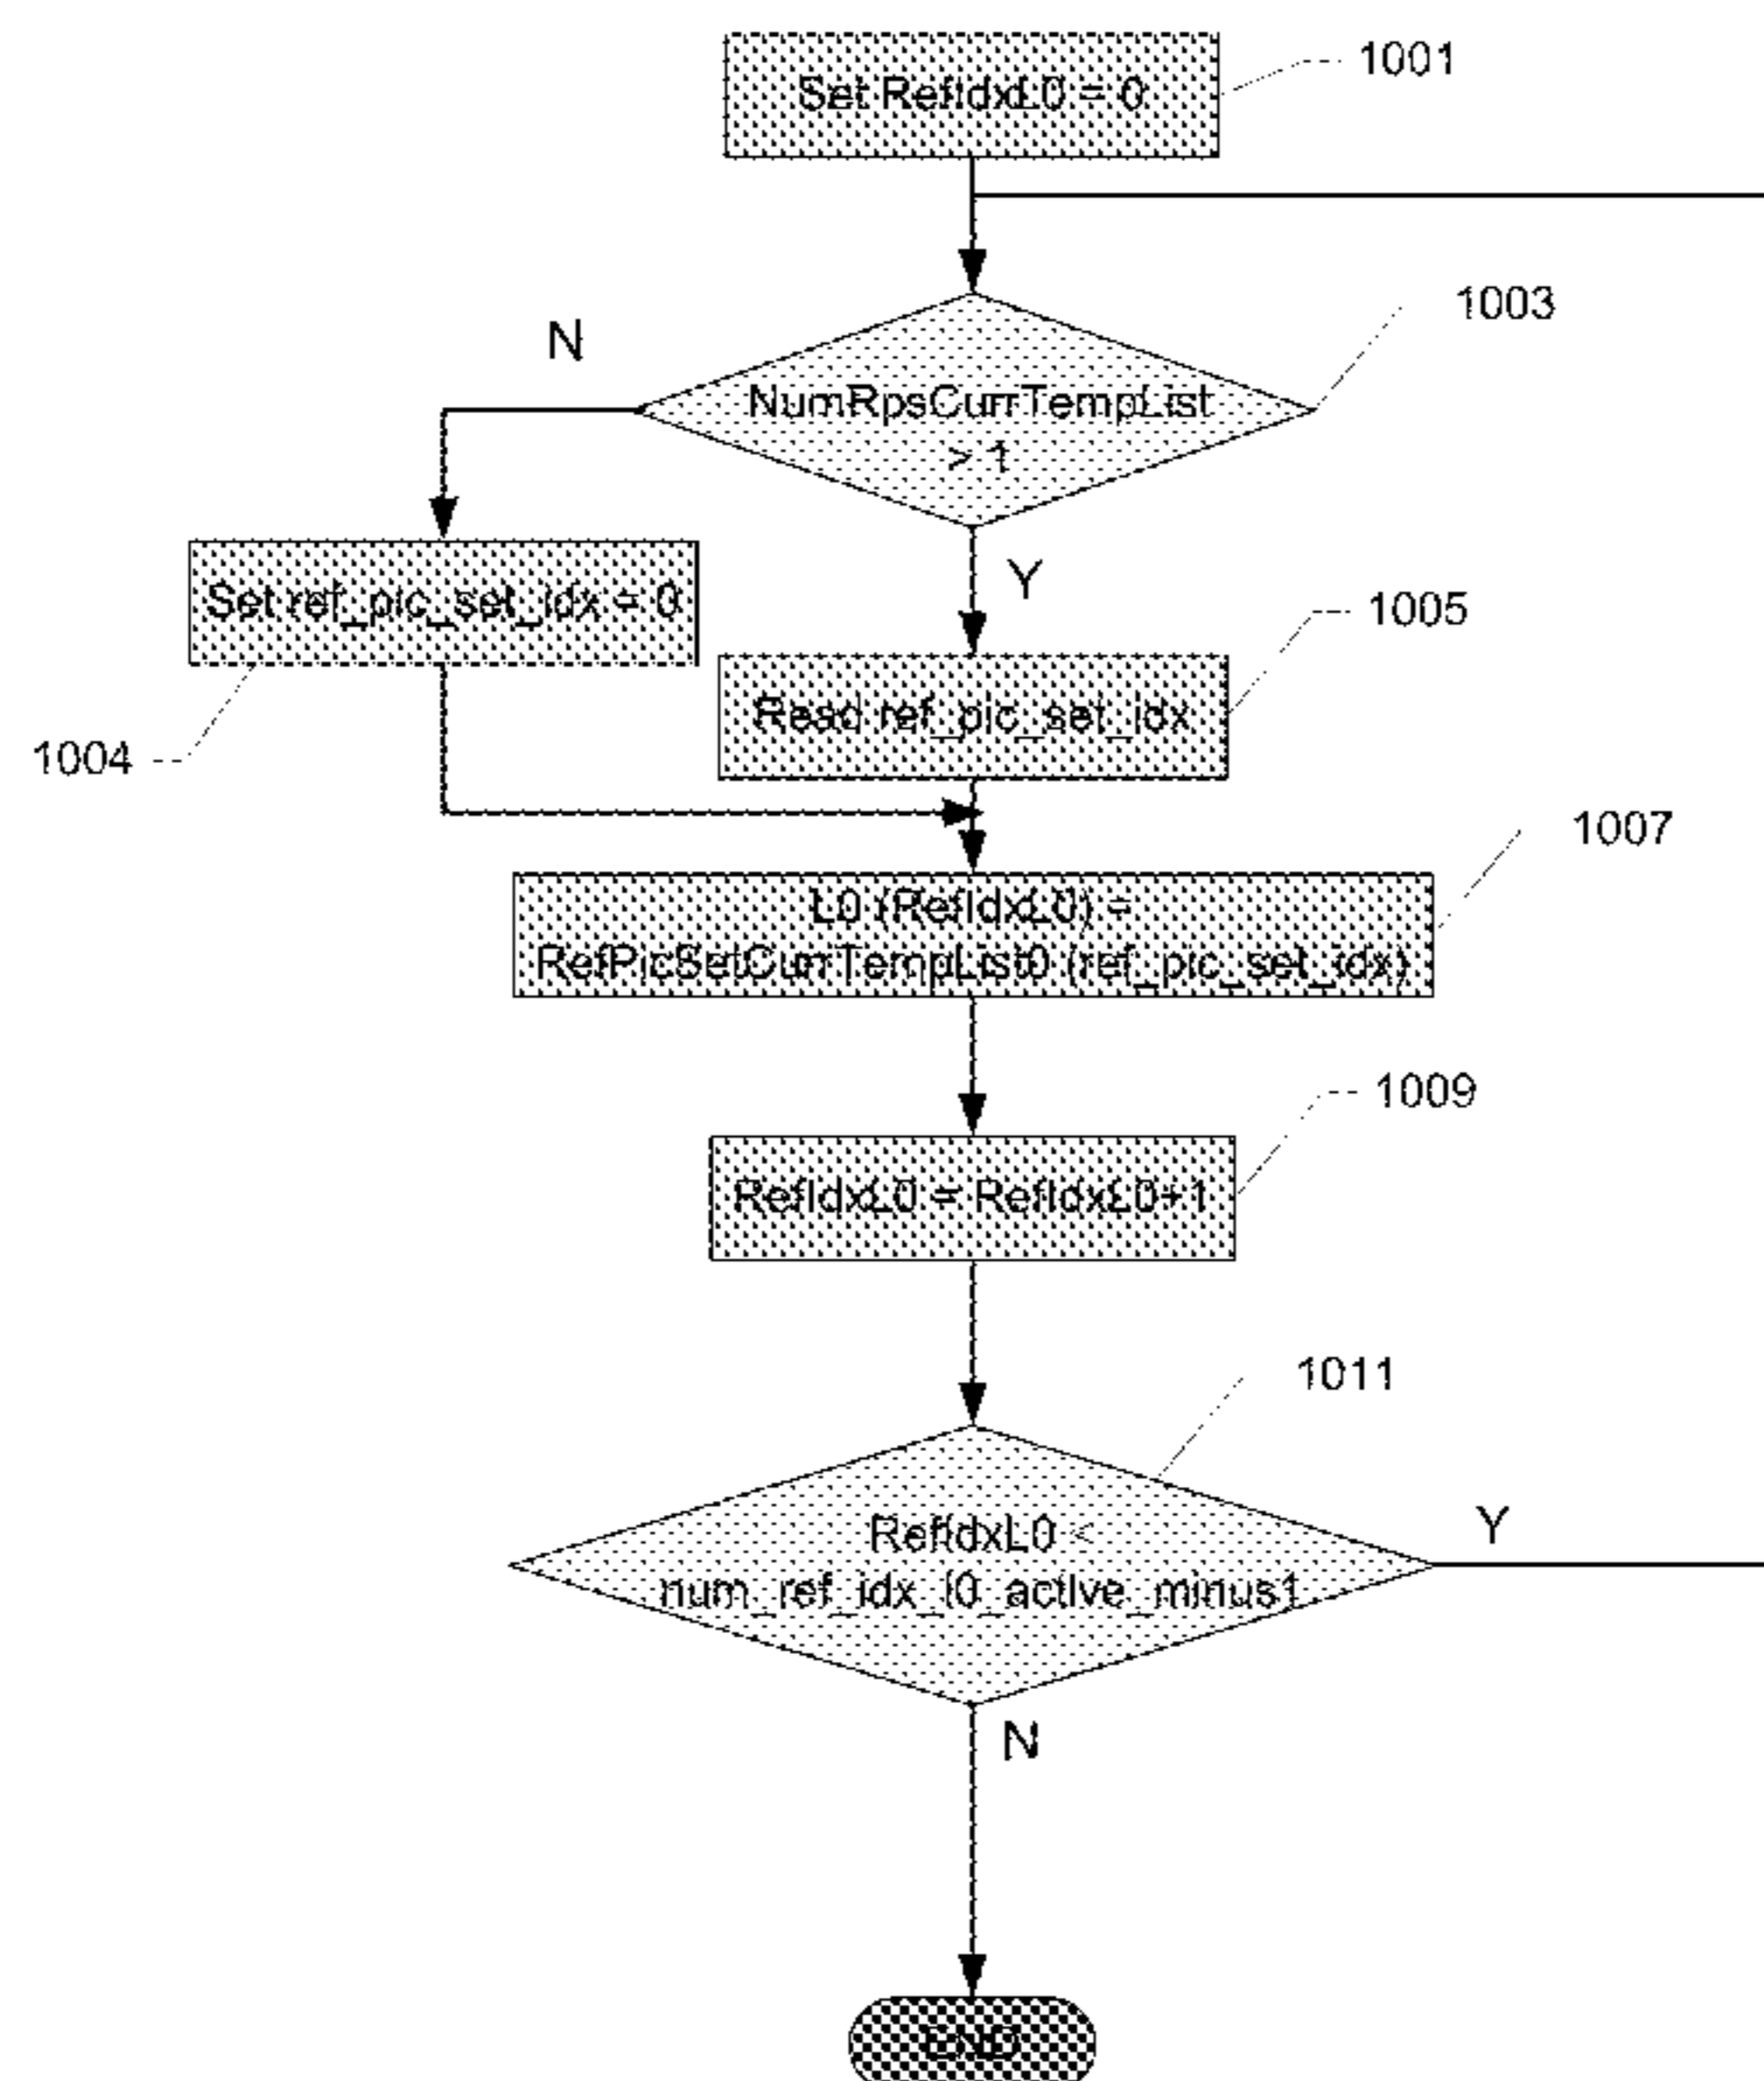 Set RefIdxL0 = 0
1001
1003
N
NumRpsCurrTempList
> 1
Y
Set ref_pic_set_idx = 0
1005
Read ref_pic_set_idx
1004
1007
L0 (RefIdxL0) =
RefPicSetCurrTempList0 (ref_pic_set_idx)
1009
RefIdxL0 = RefIdxL0+1
1011
RefIdxL0 <
num_ref_idx_l0_active_minus1
Y
N
END